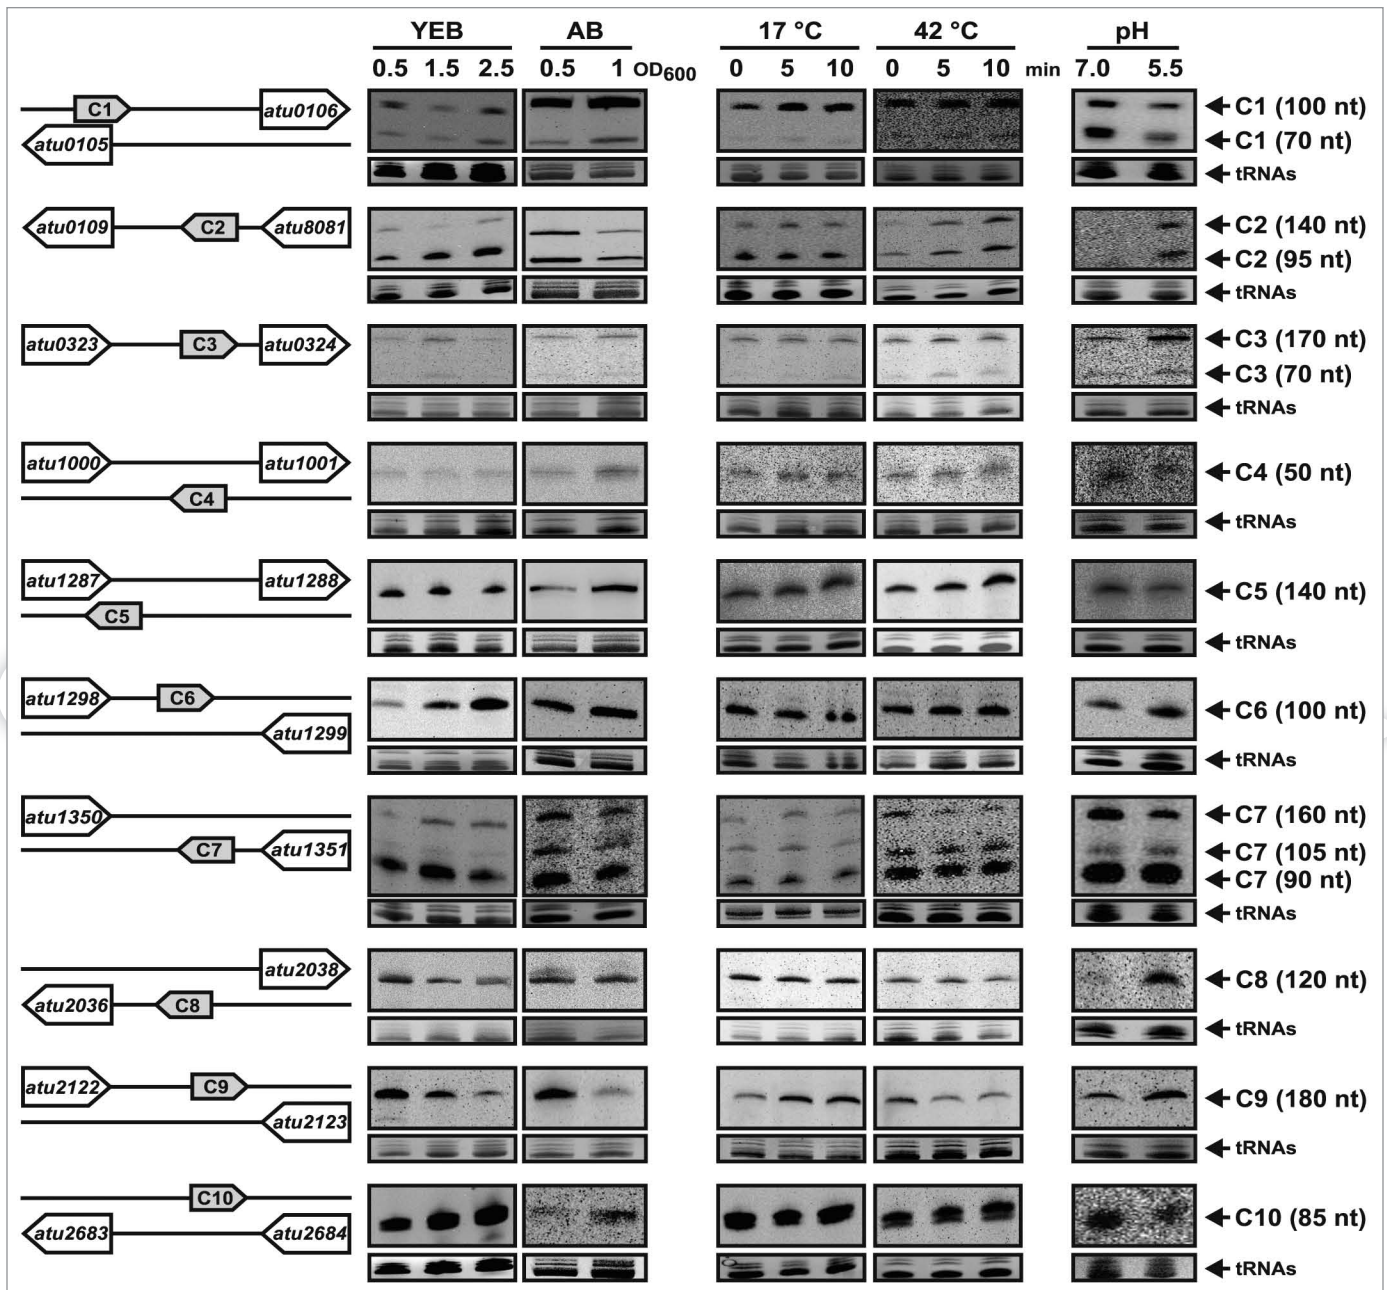 YEB AB 17 °C 42 °C pH
0.5 1.5 2.5 0.5 1 OD600 0 5 10 0 5 10 min 7.0 5.5
C1 atu0106 C1 (100 nt)
atu0105 C1 (70 nt)
tRNAs
atu0109 C2 atu8081 C2 (140 nt)
C2 (95 nt)
tRNAs
atu0323 C3 atu0324 C3 (170 nt)
C3 (70 nt)
tRNAs
atu1000 atu1001 C4 (50 nt)
C4
tRNAs
atu1287 atu1288 C5 (140 nt)
C5
tRNAs
atu1298 C6 C6 (100 nt)
atu1299
tRNAs
atu1350 C7 (160 nt)
C7 atu1351 C7 (105 nt)
C7 (90 nt)
tRNAs
atu2038 C8 (120 nt)
atu2036 C8
tRNAs
atu2122 C9 C9 (180 nt)
atu2123
tRNAs
C10 C10 (85 nt)
atu2683 atu2684
tRNAs